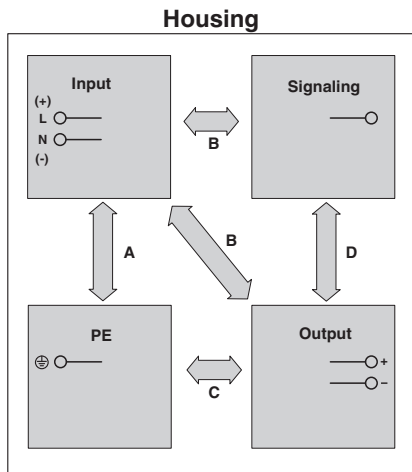 Housing
Input
Signaling
(+)
L
N
(-)
B
A
B
D
PE
Output
+
−
C